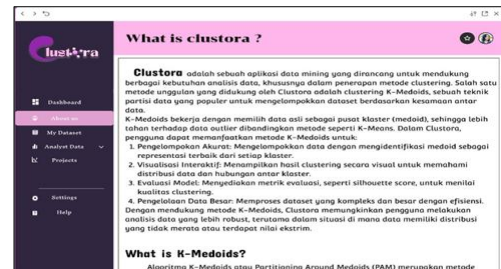 Clustora
What is clustora ?
Dashboard
About us
My Dataset
Analyst Data
Projects
Settings
Help
Clustora adalah sebuah aplikasi data mining yang dirancang untuk mendukung
berbagai kebutuhan analisis data, khususnya dalam penerapan metode clustering. Salah satu
metode unggulan yang didukung oleh Clustora adalah clustering K-Medoids, sebuah teknik
partisi data yang populer untuk mengelompokkan dataset berdasarkan kesamaan antar
data.
K-Medoids bekerja dengan memilih data asli sebagai pusat klaster (medoid), sehingga lebih
tahan terhadap data outlier dibandingkan metode seperti K-Means. Dalam Clustora,
pengguna dapat memanfaatkan metode K-Medoids untuk:
1. Pengelompokan Akurat: Mengelompokkan data dengan mengidentifikasi medoid sebagai
representasi terbaik dari setiap klaster.
2. Visualisasi Interaktif: Menampilkan hasil clustering secara visual untuk memahami
distribusi data dan hubungan antar klaster.
3. Evaluasi Model: Menyediakan metrik evaluasi, seperti silhouette score, untuk menilai
kualitas clustering.
4. Pengelolaan Data Besar: Memproses dataset yang kompleks dan besar dengan efisiensi.
Dengan mendukung metode K-Medoids, Clustora memungkinkan pengguna melakukan
analisis data yang lebih robust, terutama dalam situasi di mana data memiliki distribusi
yang tidak merata atau terdapat nilai ekstrim.
What is K-Medoids?
Algoritma K-Medoids atau Partitioning Around Medoids (PAM) merupakan metode